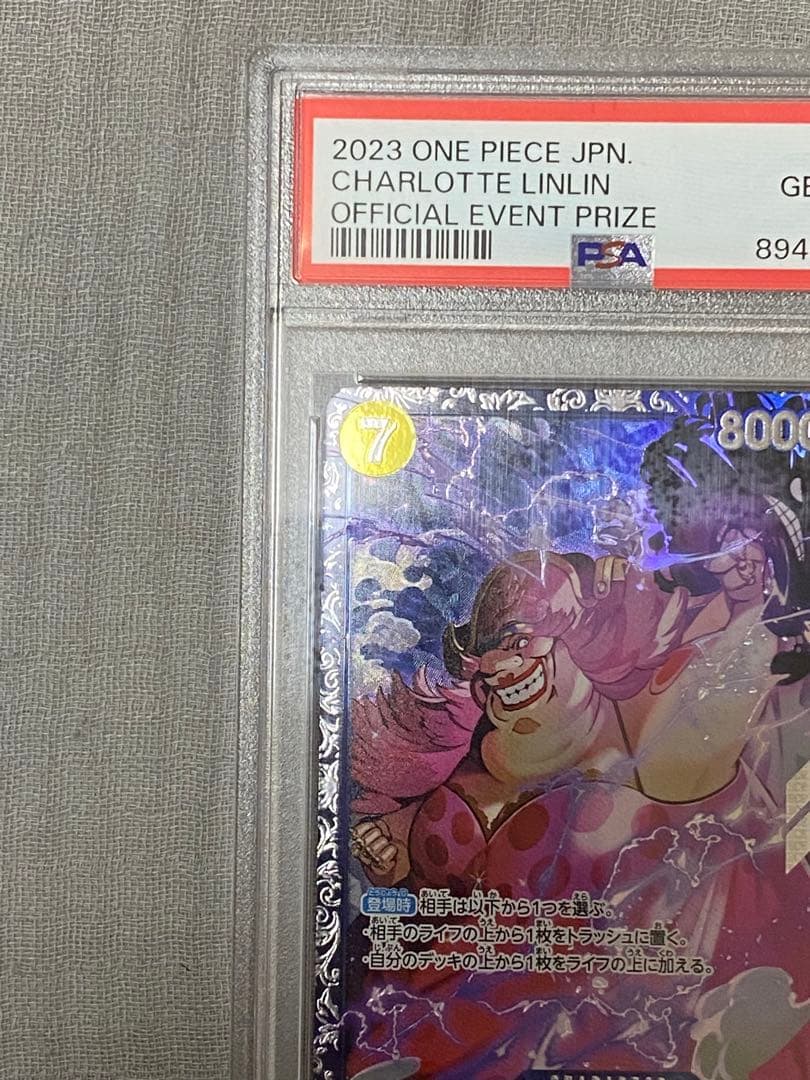 2023 ONE PIECE JPN.
CHARLOTTE LINLIN
OFFICIAL EVENT PRIZE
GE
894
PSA
7
8000
登場時 相手は以下から1つを選ぶ。
・相手のライフの上から1枚をトラッシュに置く。
・自分のデッキの上から1枚をライフの上に加える。